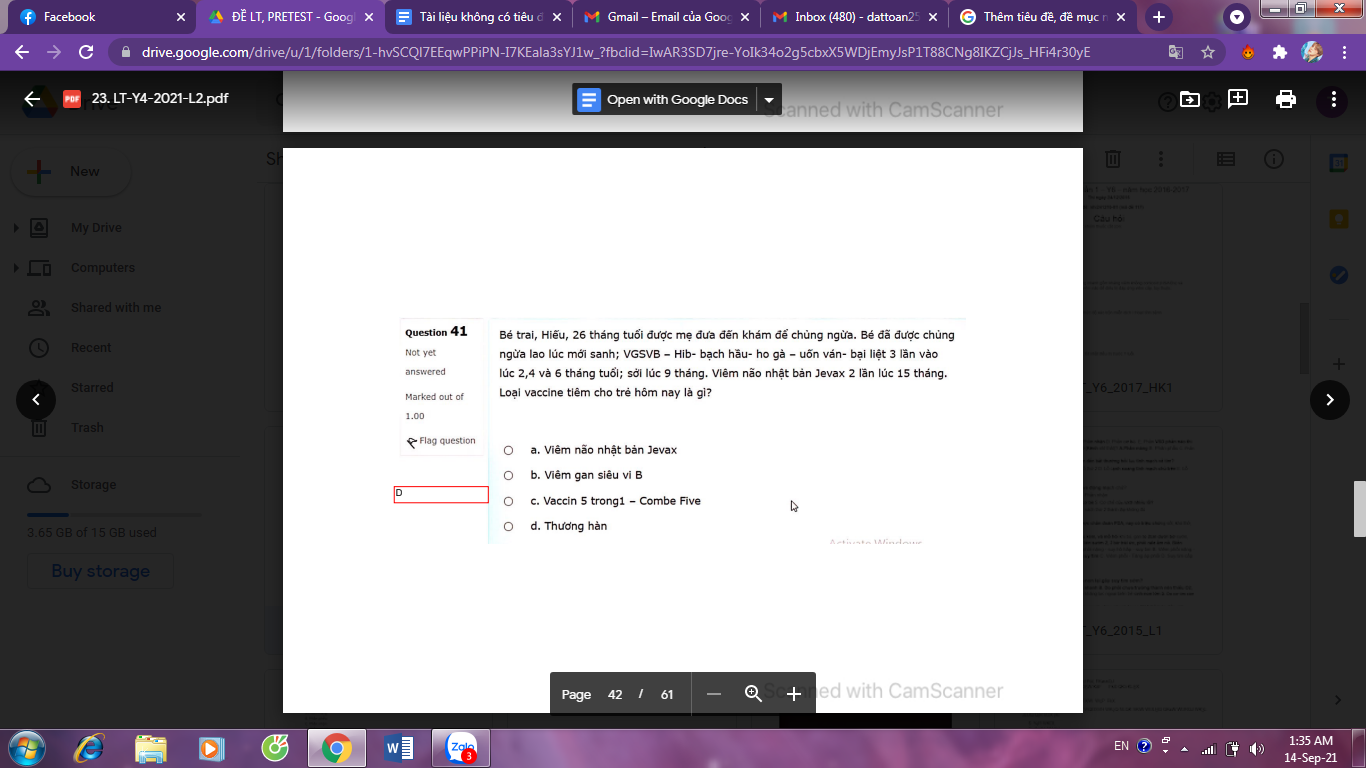 Facebook
ĐỀ LT, PRETEST - Goog
Tài liệu không có tiêu đ
Gmail – Email của Goog
Inbox (480) - dattoan25
Thêm tiêu đề, đề mục n
drive.google.com/drive/u/1/folders/1-hvSCQI7EEqwPPiPN-I7KEaIa3sYJ1w_?fbclid=IwAR3SD7jre-YoIk34o2g5cbxX5WDjEmyJsP1T88CNg8IKZCjJs_HFi4r30yE
PDF
23. LT-Y4-2021-L2.pdf
Open with Google Docs
Scanned with CamScanner
New
My Drive
Computers
Shared with me
Recent
Starred
Trash
Storage
3.65 GB of 15 GB used
Buy storage
Câu hỏi
_Y6_2017_HK1
_Y6_2015_L1
Question 41
Not yet
answered
Marked out of
1.00
Flag question
D
Bé trai, Hiếu, 26 tháng tuổi được mẹ đưa đến khám để chủng ngừa. Bé đã được chủng
ngừa lao lúc mới sanh; VGSVB – Hib- bạch hầu- ho gà – uốn ván- bại liệt 3 lần vào
lúc 2,4 và 6 tháng tuổi; sởi lúc 9 tháng. Viêm não nhật bản Jevax 2 lần lúc 15 tháng.
Loại vaccine tiêm cho trẻ hôm nay là gì?
a. Viêm não nhật bản Jevax
b. Viêm gan siêu vi B
c. Vaccin 5 trong1 – Combe Five
d. Thương hàn
Activate Windows
Page 42 / 61
Scanned with CamScanner
Zalo
3
EN
1:35 AM
14-Sep-21